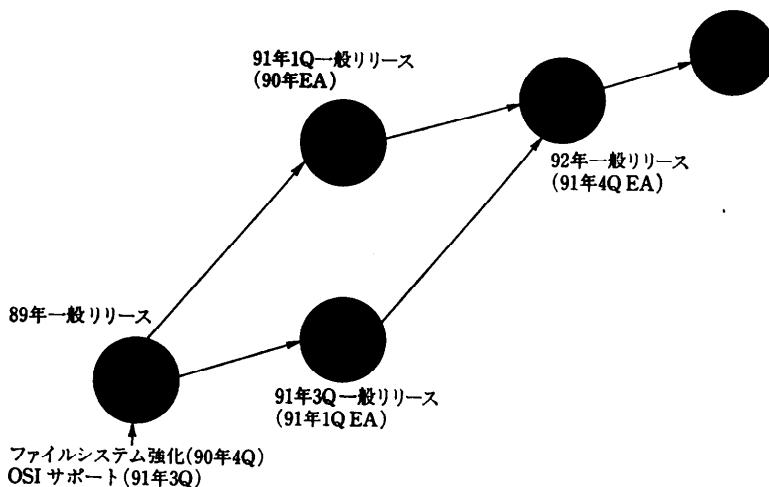 91年1Q一般リリース
(90年EA)
92年一般リリース
(91年4Q EA)
89年一般リリース
91年3Q一般リリース
(91年1Q EA)
ファイルシステム強化(90年4Q)
OSI サポート(91年3Q)